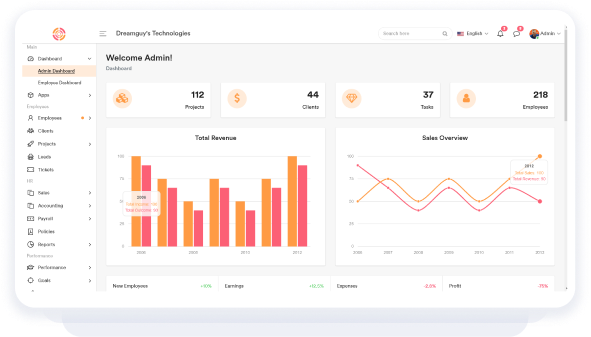 Dreamguy's Technologies
Search here
English
Admin
Main
Dashboard
Admin Dashboard
Employee Dashboard
Apps
Employees
Employees
Clients
Projects
Leads
Tickets
HR
Sales
Accounting
Payroll
Policies
Reports
Performance
Performance
Goals
Welcome Admin!
Dashboard
112
Projects
44
Clients
37
Tasks
218
Employees
Total Revenue
100
75
50
25
0
2006
2007
2008
2009
2010
2011
2012
2006
Total Income: 100
Total Outcome: 90
Sales Overview
100
75
50
25
0
2006
2007
2008
2009
2010
2011
2012
2012
Total Sales: 100
Total Revenue: 50
New Employees
+10%
Earnings
+12.5%
Expenses
-2.8%
Profit
-75%